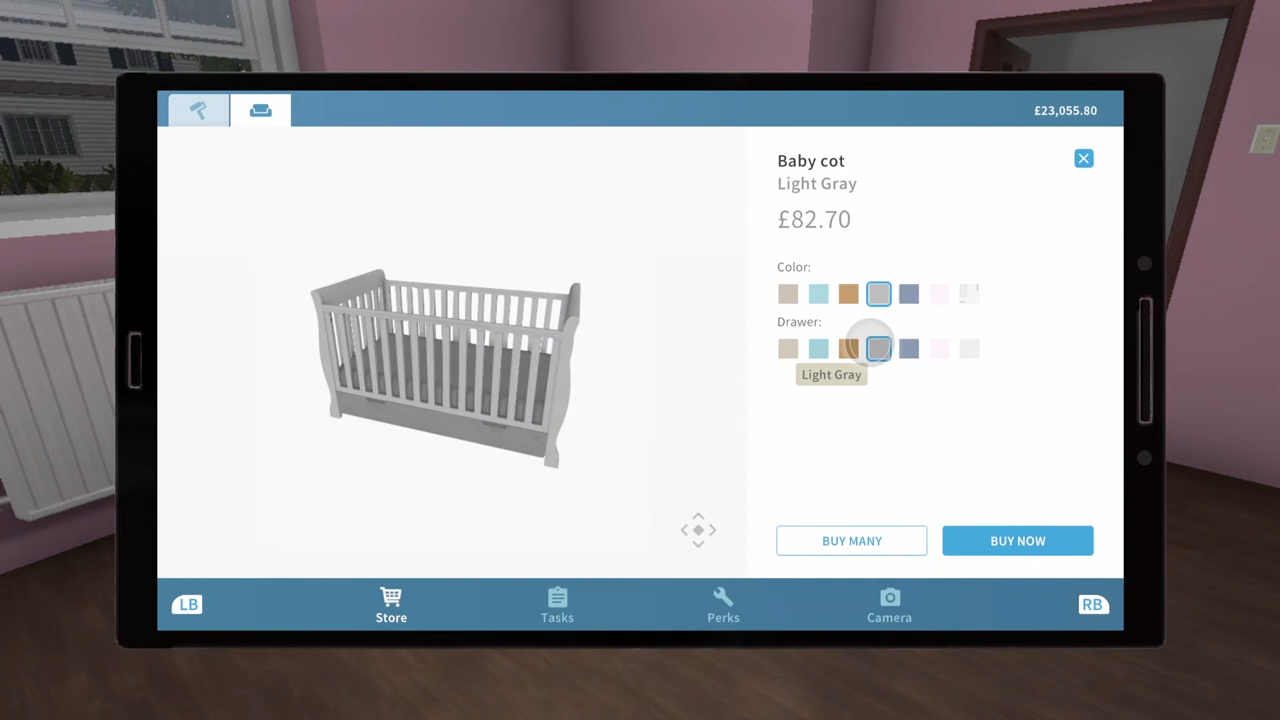 £23,055.80
Baby cot
Light Gray
£82.70
Color:
Drawer:
Light Gray
BUY MANY
BUY NOW
LB
Store
Tasks
Perks
Camera
RB